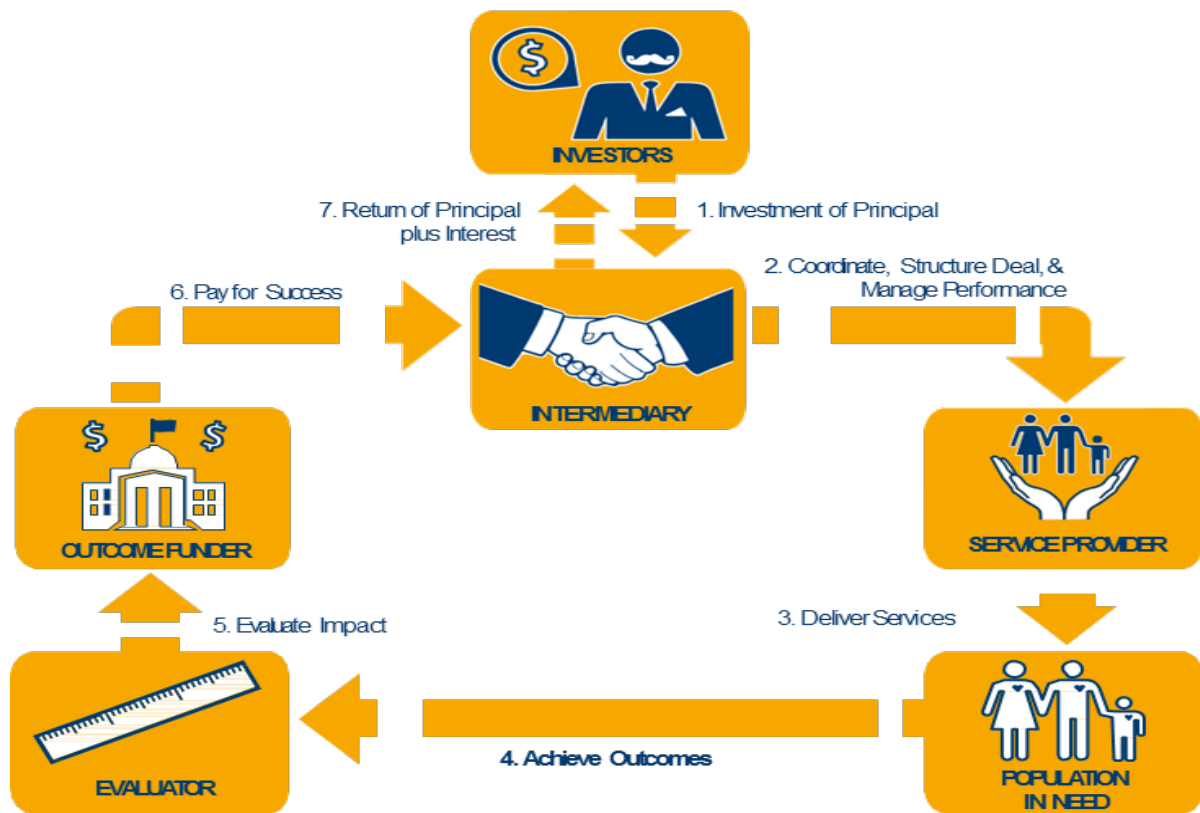 $
INVESTORS
7. Return of Principal
plus Interest
1. Investment of Principal
2. Coordinate, Structure Deal, &
Manage Performance
6. Pay for Success
INTERMEDIARY
$ $
OUTCOME FUNDER
SERVICE PROVIDER
5. Evaluate Impact
3. Deliver Services
4. Achieve Outcomes
EVALUATOR
POPULATION
IN NEED